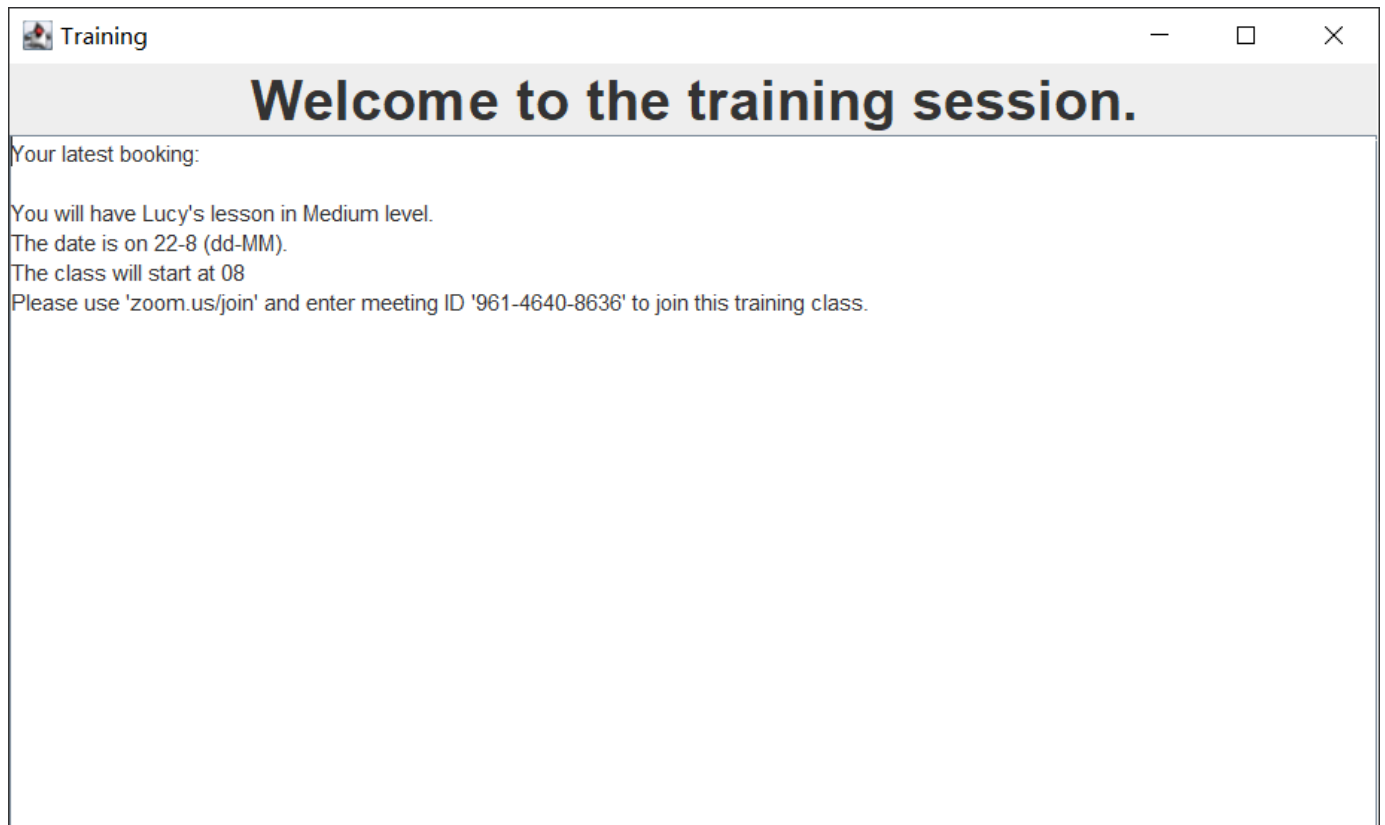 Training
Welcome to the training session.
Your latest booking:
You will have Lucy's lesson in Medium level.
The date is on 22-8 (dd-MM).
The class will start at 08
Please use 'zoom.us/join' and enter meeting ID '961-4640-8636' to join this training class.